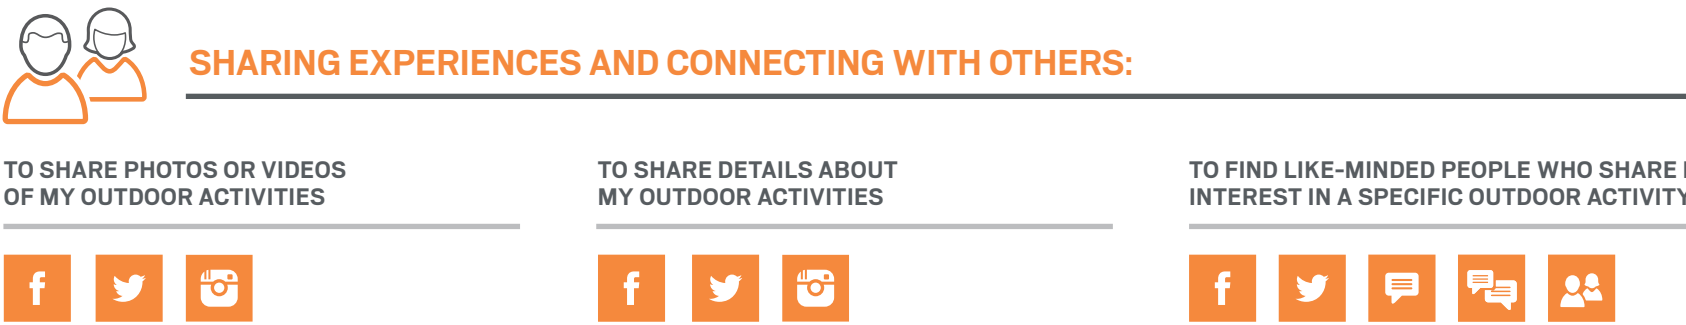 SHARING EXPERIENCES AND CONNECTING WITH OTHERS:
TO SHARE PHOTOS OR VIDEOS
OF MY OUTDOOR ACTIVITIES
TO SHARE DETAILS ABOUT
MY OUTDOOR ACTIVITIES
TO FIND LIKE-MINDED PEOPLE WHO SHARE
INTEREST IN A SPECIFIC OUTDOOR ACTIVITY